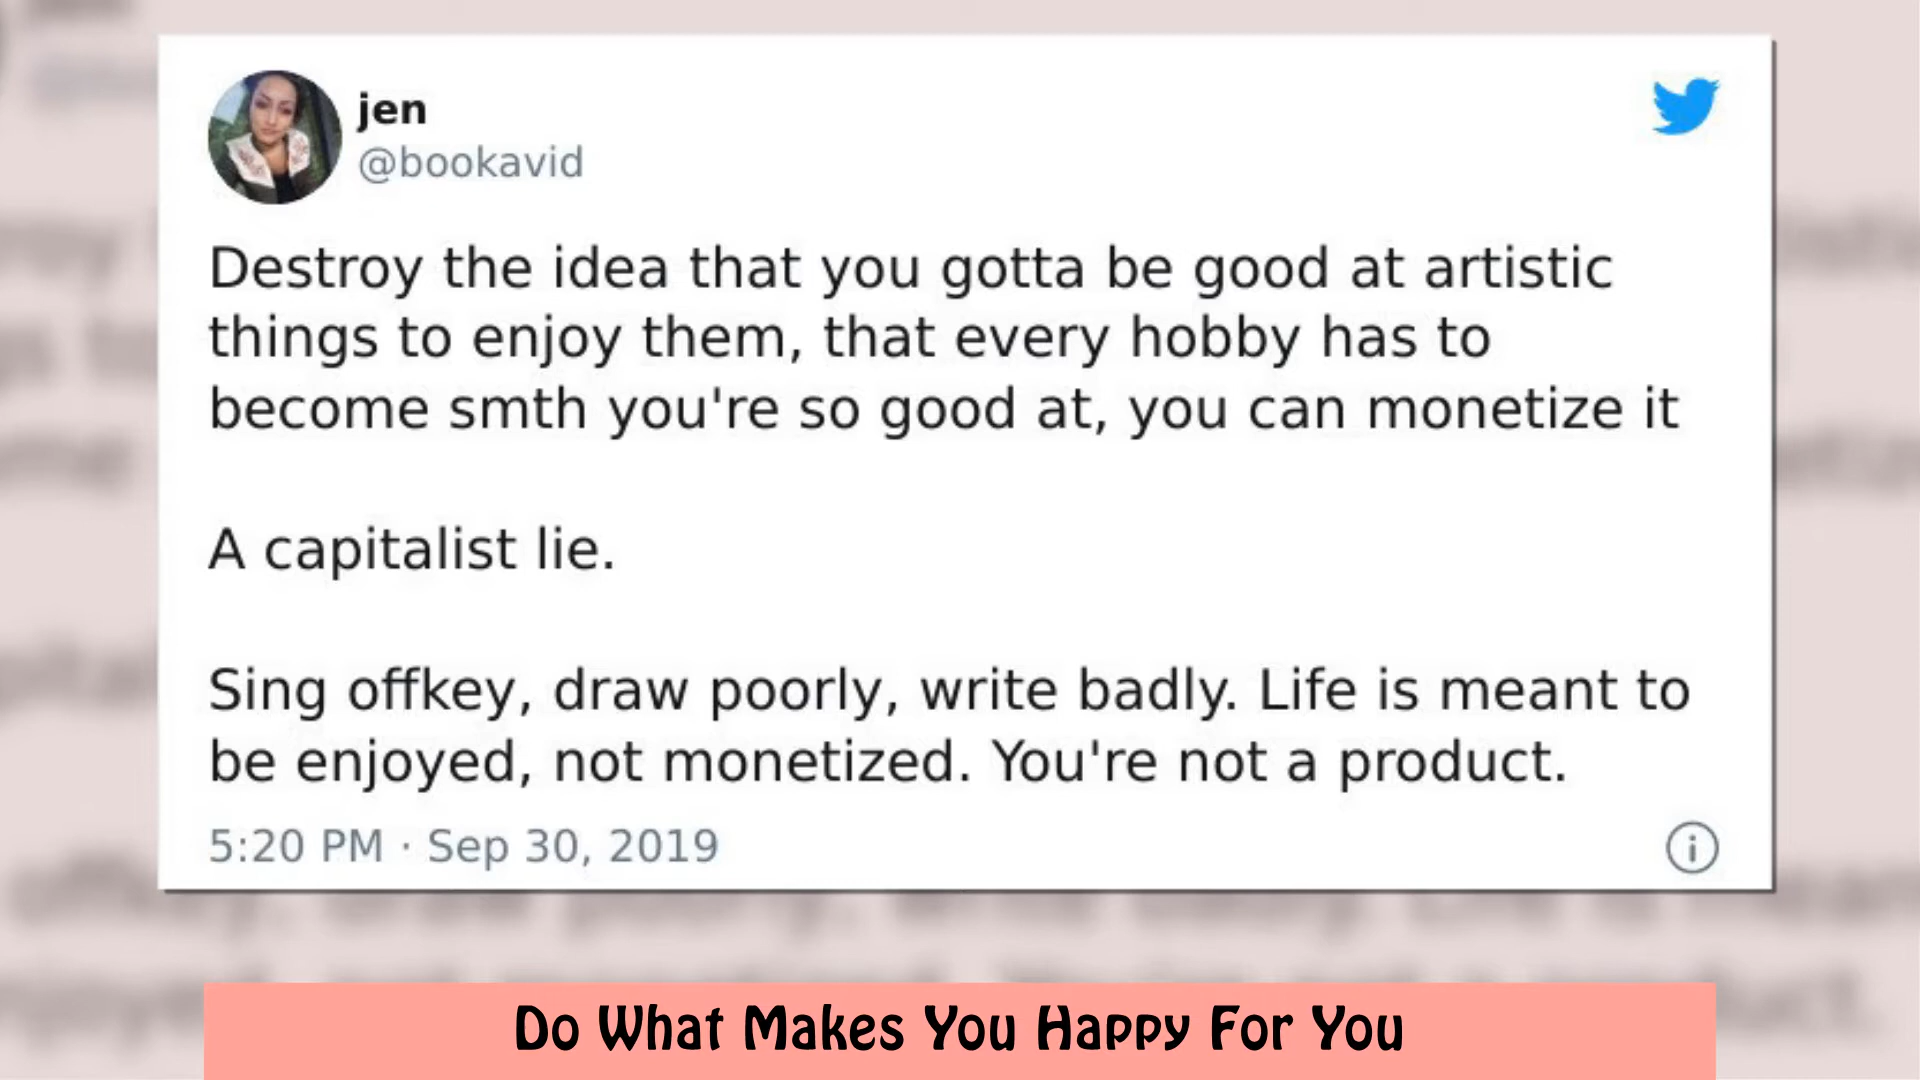 jen
@bookavid
Destroy the idea that you gotta be good at artistic
things to enjoy them, that every hobby has to
become smth you're so good at, you can monetize it
A capitalist lie.
Sing offkey, draw poorly, write badly. Life is meant to
be enjoyed, not monetized. You're not a product.
5:20 PM · Sep 30, 2019
Do What Makes You Happy For You